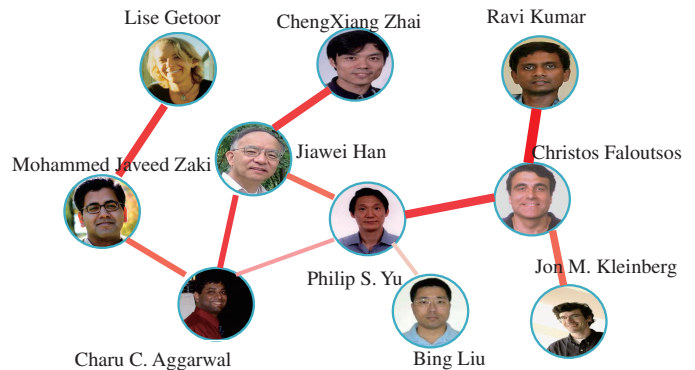 Lise Getoor
ChengXiang Zhai
Ravi Kumar
Mohammed Javeed Zaki
Jiawei Han
Christos Faloutsos
Philip S. Yu
Jon M. Kleinberg
Charu C. Aggarwal
Bing Liu